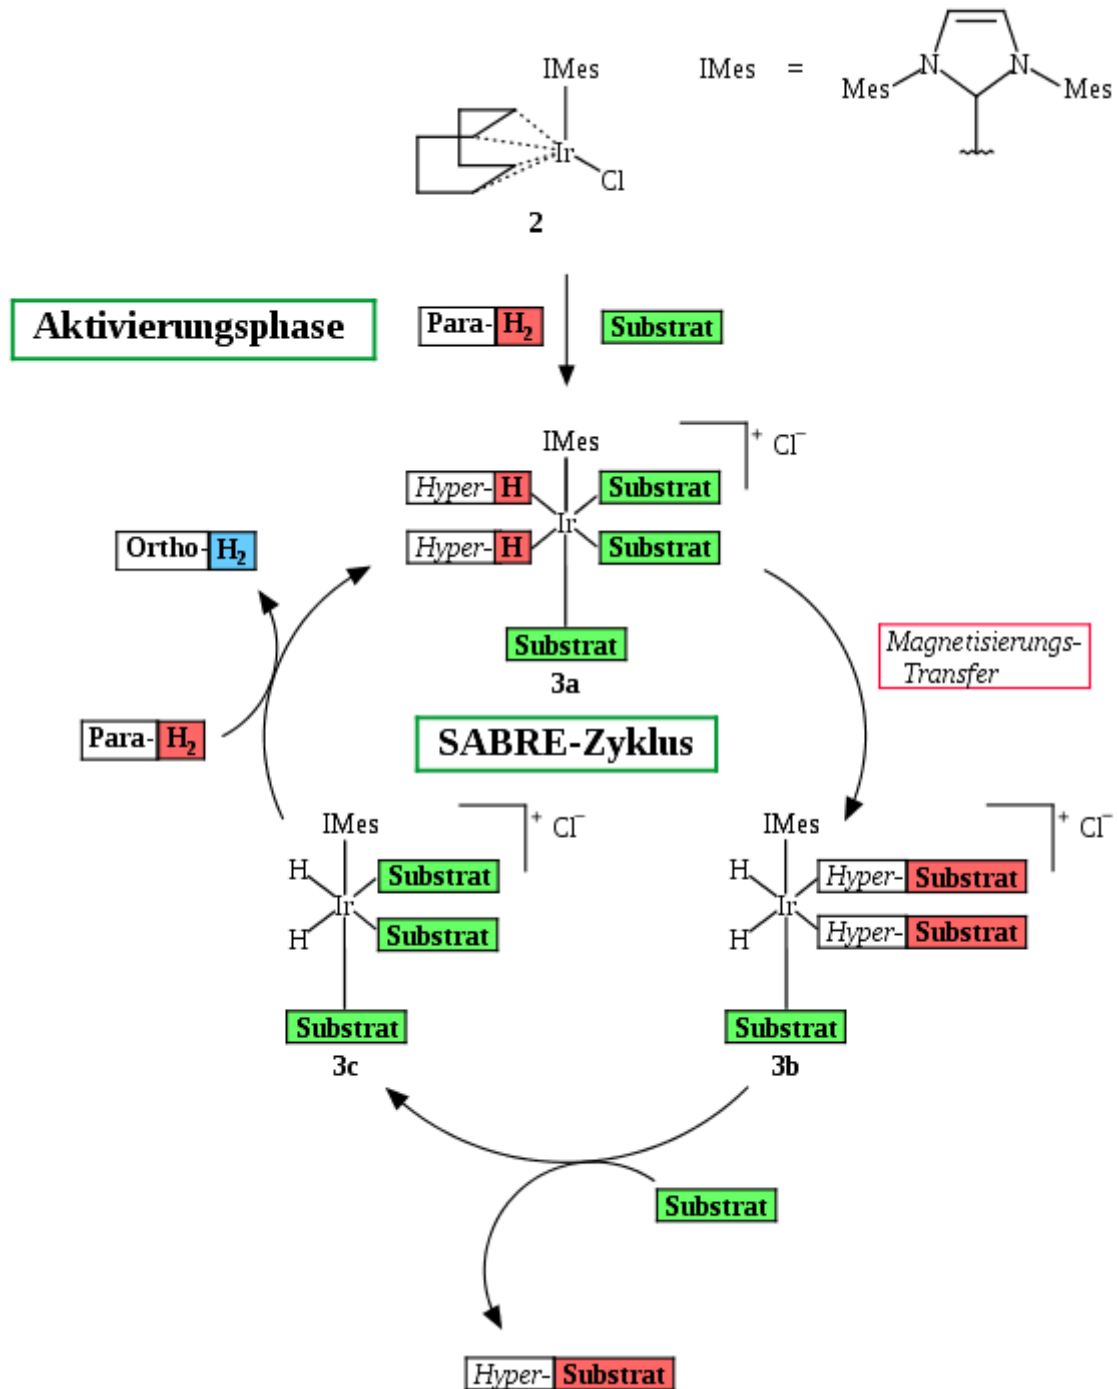 IMes
IMes =
N
N
Mes
Mes
Ir
Cl
2
Aktivierungsphase
Para-H2
Substrat
IMes
+ Cl−
Hyper-H
Substrat
Ir
Hyper-H
Substrat
Ortho-H2
Substrat
3a
Magnetisierungs-
Transfer
Para-H2
SABRE-Zyklus
IMes
+ Cl−
H
Substrat
Ir
H
Substrat
Substrat
3c
IMes
+ Cl−
H
Hyper-Substrat
Ir
H
Hyper-Substrat
Substrat
3b
Substrat
Hyper-Substrat